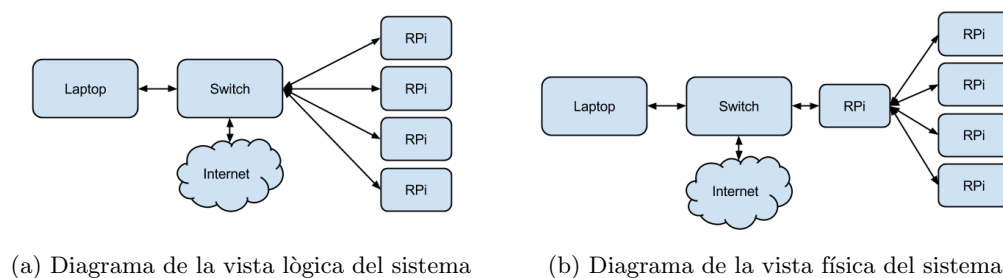 RPi
Laptop
Switch
RPi
RPi
Internet
RPi
(a) Diagrama de la vista lògica del sistema
RPi
Laptop
Switch
RPi
RPi
RPi
Internet
RPi
(b) Diagrama de la vista física del sistema